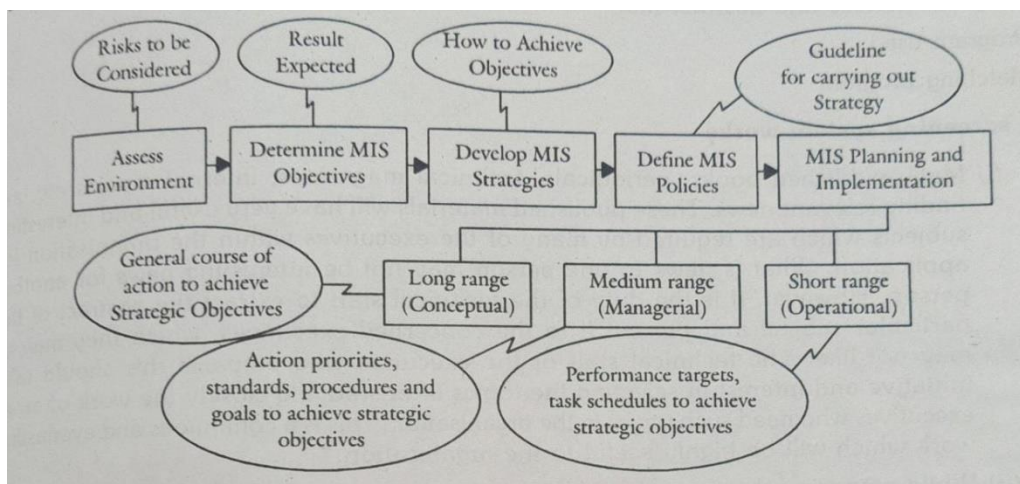 Risks to be
Considered
Result
Expected
How to Achieve
Objectives
Gudeline
for carrying out
Strategy
Assess
Environment
Determine MIS
Objectives
Develop MIS
Strategies
Define MIS
Policies
MIS Planning and
Implementation
General course of
action to achieve
Strategic Objectives
Long range
(Conceptual)
Medium range
(Managerial)
Short range
(Operational)
Action priorities,
standards, procedures and
goals to achieve strategic
objectives
Performance targets,
task schedules to achieve
strategic objectives